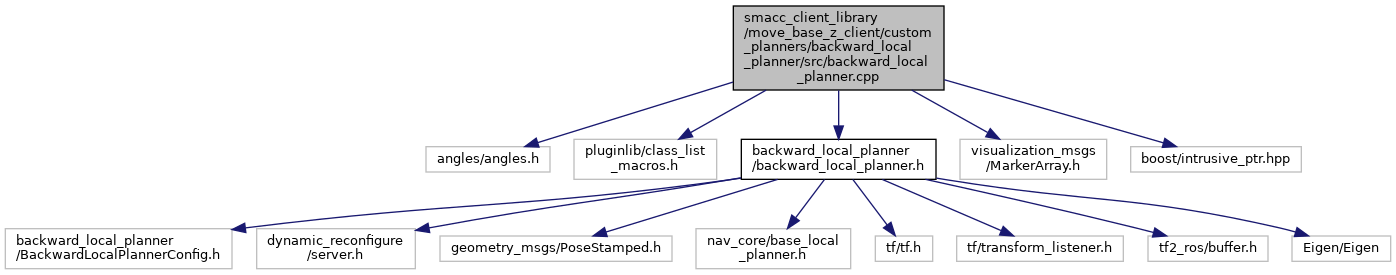 smacc_client_library
/move_base_z_client/custom
_planners/backward_local
_planner/src/backward_local
_planner.cpp
angles/angles.h
pluginlib/class_list
_macros.h
backward_local_planner
/backward_local_planner.h
visualization_msgs
/MarkerArray.h
boost/intrusive_ptr.hpp
backward_local_planner
/BackwardLocalPlannerConfig.h
dynamic_reconfigure
/server.h
geometry_msgs/PoseStamped.h
nav_core/base_local
_planner.h
tf/tf.h
tf/transform_listener.h
tf2_ros/buffer.h
Eigen/Eigen